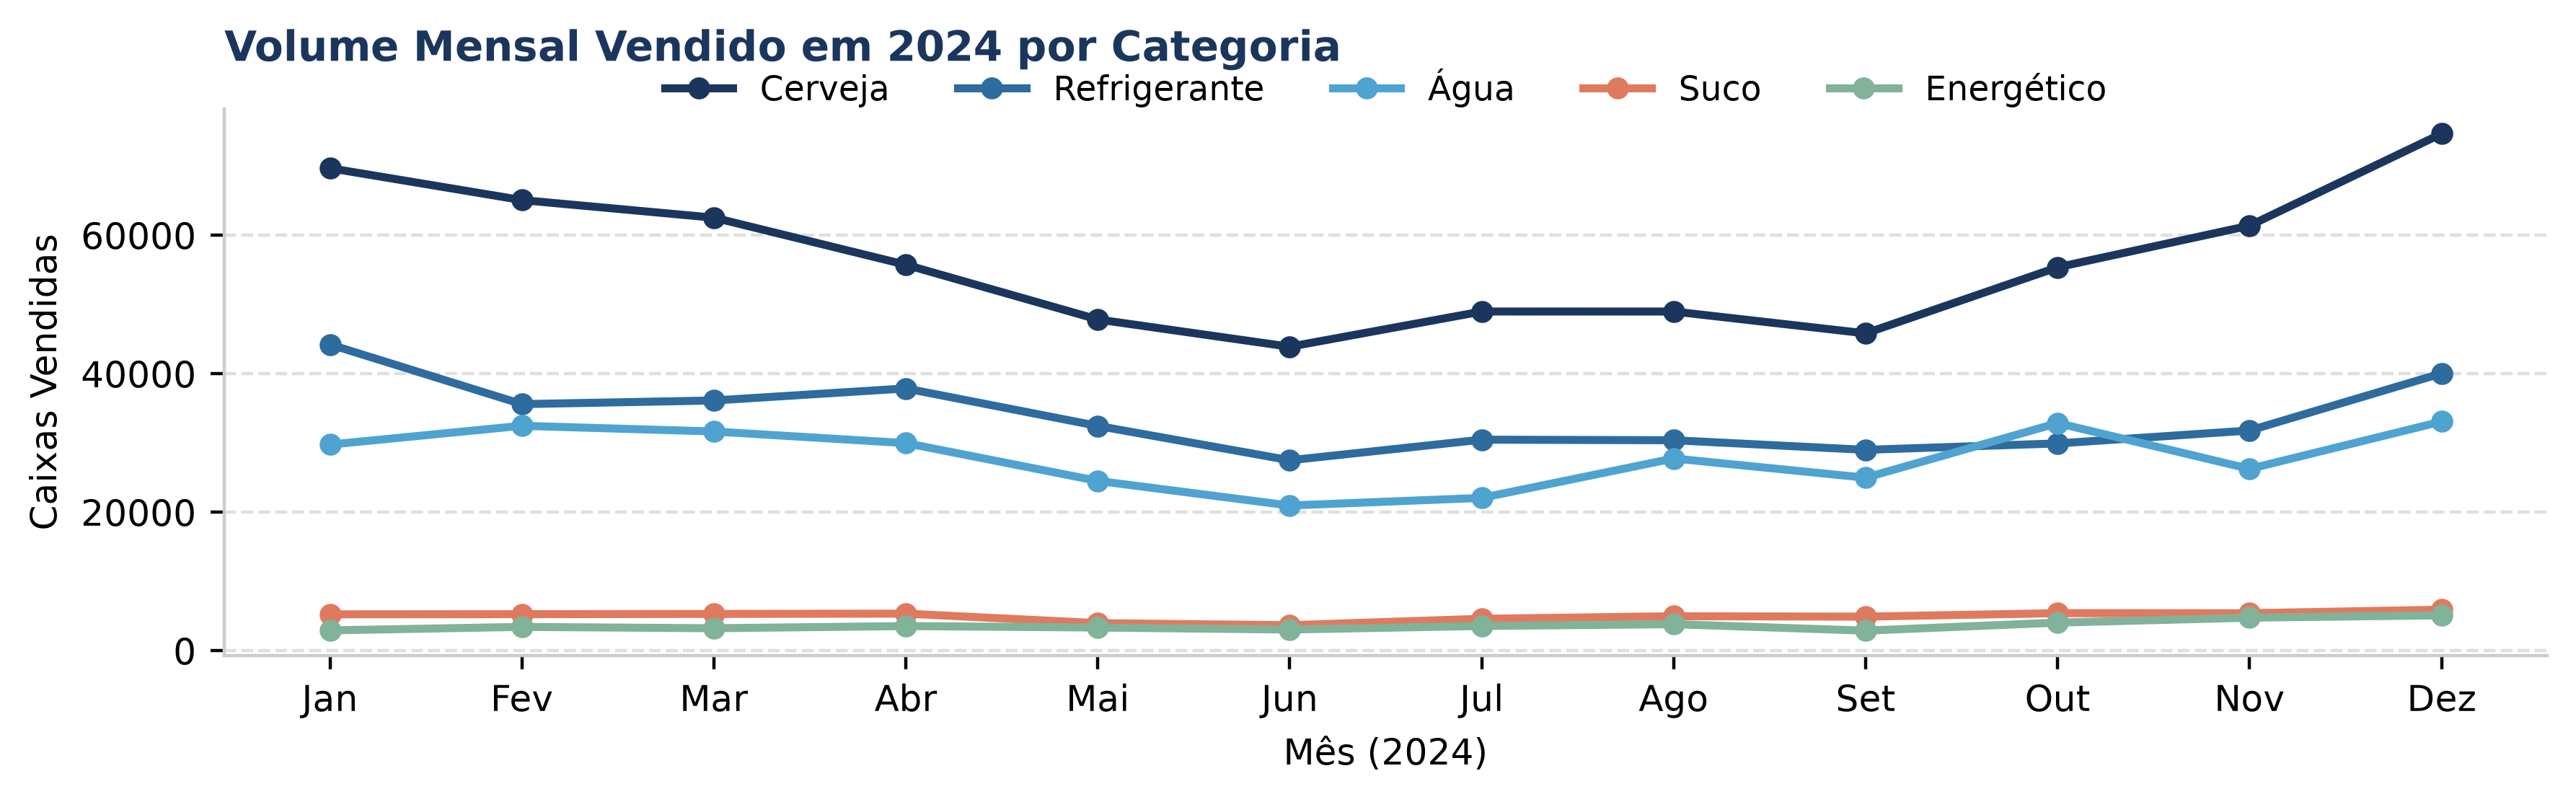 Volume Mensal Vendido em 2024 por Categoria
Cerveja Refrigerante Água Suco Energético
Caixas Vendidas
60000
40000
20000
0
Jan Fev Mar Abr Mai Jun Jul Ago Set Out Nov Dez
Mês (2024)